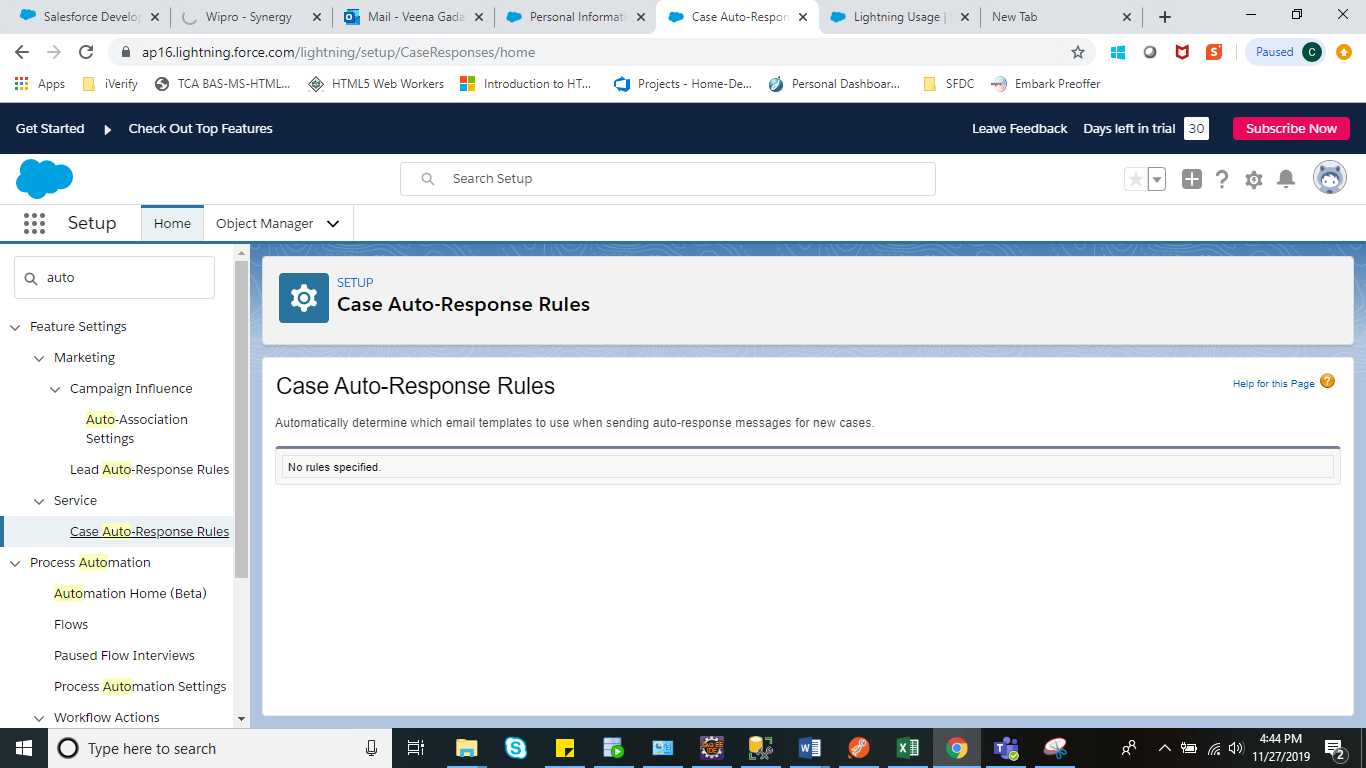 Salesforce Develop
Wipro - Synergy
Mail - Veena Gada
Personal Informati
Case Auto-Respon
Lightning Usage |
New Tab
ap16.lightning.force.com/lightning/setup/CaseResponses/home
Paused
C
Apps
iVerify
TCA BAS-MS-HTML...
HTML5 Web Workers
Introduction to HT...
Projects - Home-De...
Personal Dashboar...
SFDC
Embark Preoffer
Get Started
Check Out Top Features
Leave Feedback
Days left in trial
30
Subscribe Now
Search Setup
Setup
Home
Object Manager
auto
Feature Settings
Marketing
Campaign Influence
Auto-Association
Settings
Lead Auto-Response Rules
Service
Case Auto-Response Rules
Process Automation
Automation Home (Beta)
Flows
Paused Flow Interviews
Process Automation Settings
Workflow Actions
SETUP
Case Auto-Response Rules
Case Auto-Response Rules
Help for this Page
Automatically determine which email templates to use when sending auto-response messages for new cases.
No rules specified.
Type here to search
4:44 PM
11/27/2019
2